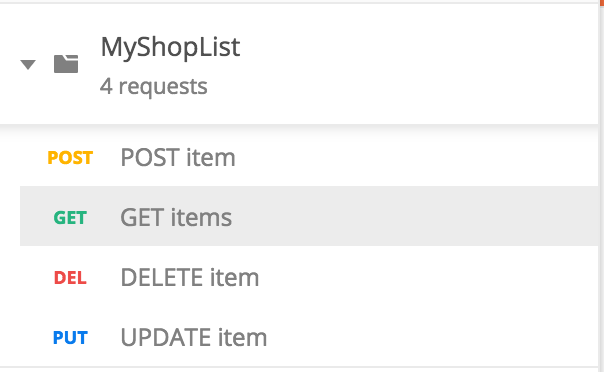 MyShopList
4 requests
POST POST item
GET GET items
DEL DELETE item
PUT UPDATE item